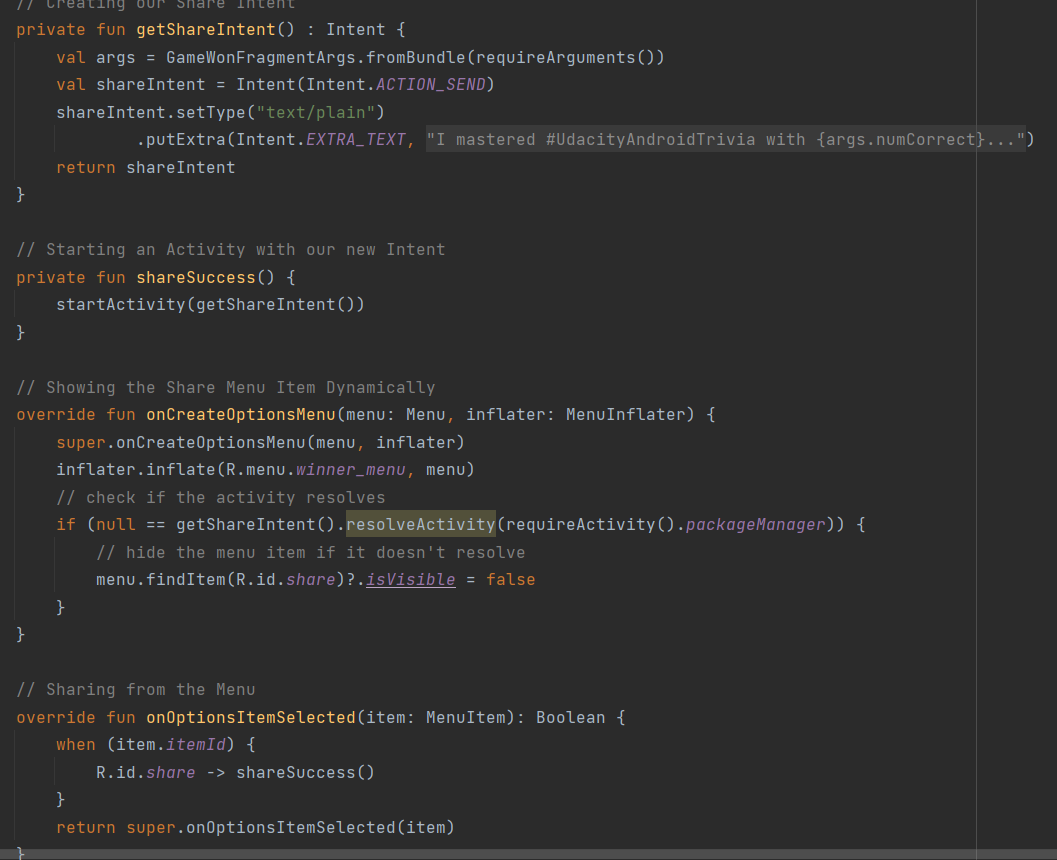 // Creating our Share Intent
private fun getShareIntent() : Intent {
    val args = GameWonFragmentArgs.fromBundle(requireArguments())
    val shareIntent = Intent(Intent.ACTION_SEND)
    shareIntent.setType("text/plain")
            .putExtra(Intent.EXTRA_TEXT, "I mastered #UdacityAndroidTrivia with {args.numCorrect}...")
    return shareIntent
}

// Starting an Activity with our new Intent
private fun shareSuccess() {
    startActivity(getShareIntent())
}

// Showing the Share Menu Item Dynamically
override fun onCreateOptionsMenu(menu: Menu, inflater: MenuInflater) {
    super.onCreateOptionsMenu(menu, inflater)
    inflater.inflate(R.menu.winner_menu, menu)
    // check if the activity resolves
    if (null == getShareIntent().resolveActivity(requireActivity().packageManager)) {
        // hide the menu item if it doesn't resolve
        menu.findItem(R.id.share)?.isVisible = false
    }
}

// Sharing from the Menu
override fun onOptionsItemSelected(item: MenuItem): Boolean {
    when (item.itemId) {
        R.id.share -> shareSuccess()
    }
    return super.onOptionsItemSelected(item)
}